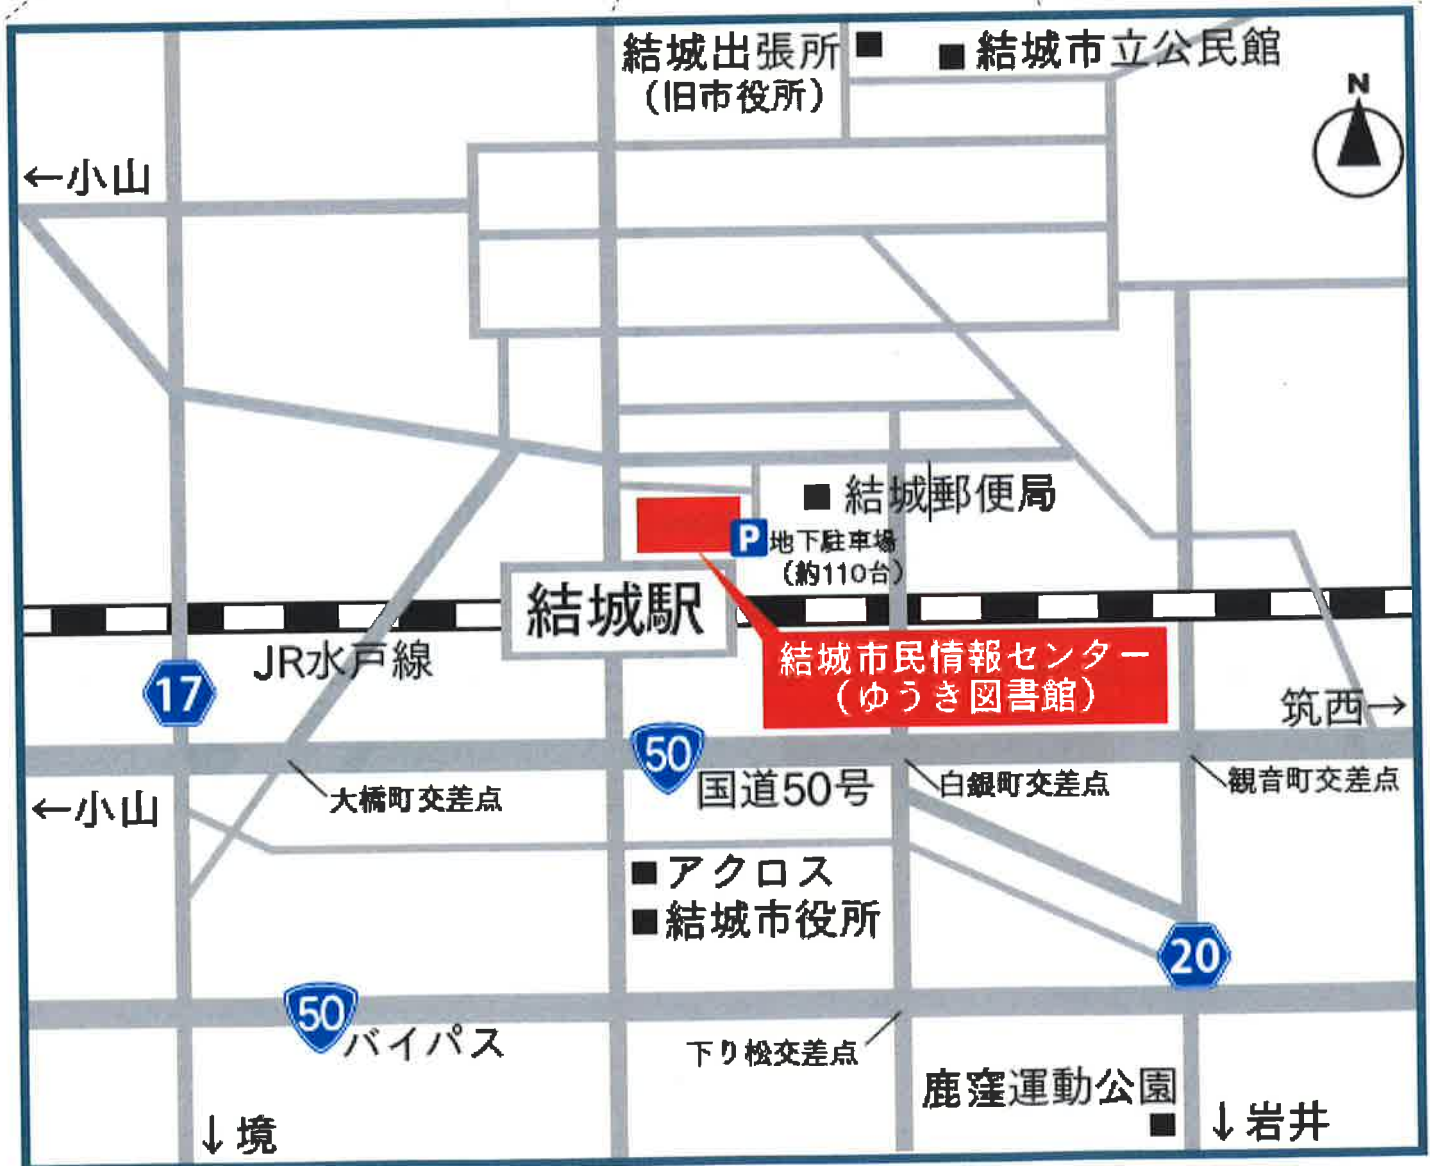 結城出張所
（旧市役所）
結城市立公民館
N
←小山
結城郵便局
P
地下駐車場
（約110台）
結城駅
JR水戸線
結城市民情報センター
（ゆうき図書館）
17
筑西→
50
国道50号
大橋町交差点
白銀町交差点
観音町交差点
←小山
アクロス
結城市役所
20
50
バイパス
下り松交差点
鹿窪運動公園
↓境
↓岩井